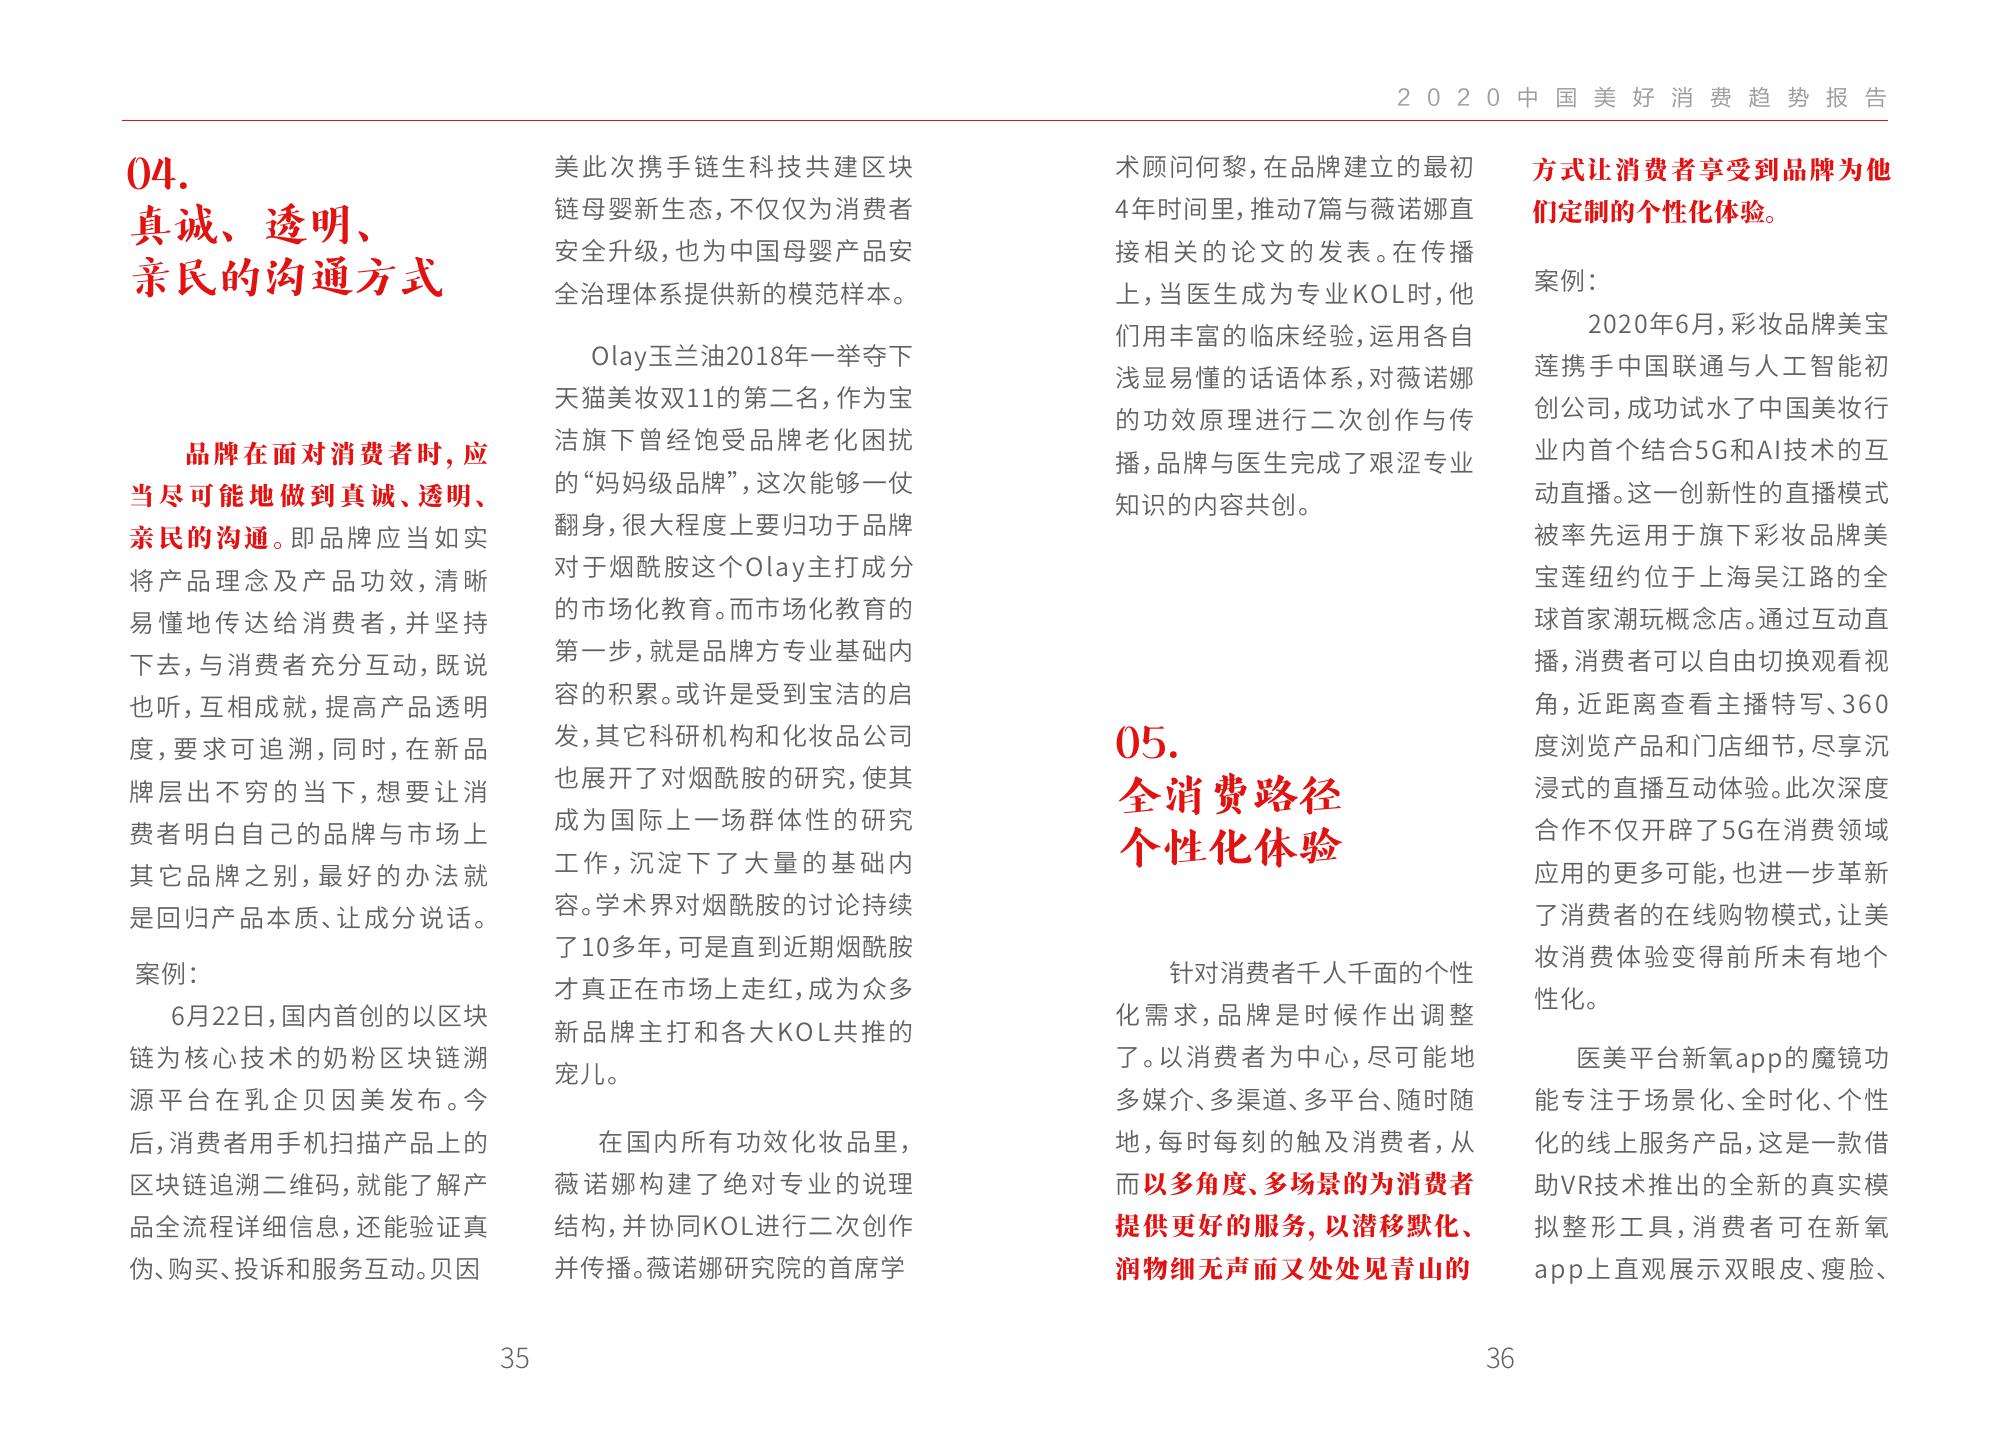 2020中国美好消费趋势报告
04.
真诚、透明、
亲民的沟通方式
品牌在面对消费者时，应
当尽可能地做到真诚、透明、
亲民的沟通。即品牌应当如实
将产品理念及产品功效，清晰
易懂地传达给消费者，并坚持
下去，与消费者充分互动，既说
也听，互相成就，提高产品透明
度，要求可追溯，同时，在新品
牌层出不穷的当下，想要让消
费者明白自己的品牌与市场上
其它品牌之别，最好的办法就
是回归产品本质、让成分说话。
案例：
6月22日，国内首创的以区块
链为核心技术的奶粉区块链溯
源平台在乳企贝因美发布。今
后，消费者用手机扫描产品上的
区块链追溯二维码，就能了解产
品全流程详细信息，还能验证真
伪、购买、投诉和服务互动。贝因
美此次携手链生科技共建区块
链母婴新生态，不仅仅为消费者
安全升级，也为中国母婴产品安
全治理体系提供新的模范样本。
Olay玉兰油2018年一举夺下
天猫美妆双11的第二名，作为宝
洁旗下曾经饱受品牌老化困扰
的“妈妈级品牌”，这次能够一仗
翻身，很大程度上要归功于品牌
对于烟酰胺这个Olay主打成分
的市场化教育。而市场化教育的
第一步，就是品牌方专业基础内
容的积累。或许是受到宝洁的启
发，其它科研机构和化妆品公司
也展开了对烟酰胺的研究，使其
成为国际上一场群体性的研究
工作，沉淀下了大量的基础内
容。学术界对烟酰胺的讨论持续
了10多年，可是直到近期烟酰胺
才真正在市场上走红，成为众多
新品牌主打和各大KOL共推的
宠儿。
在国内所有功效化妆品里，
薇诺娜构建了绝对专业的说理
结构，并协同KOL进行二次创作
并传播。薇诺娜研究院的首席学
35
术顾问何黎，在品牌建立的最初
4年时间里，推动7篇与薇诺娜直
接相关的论文的发表。在传播
上，当医生成为专业KOL时，他
们用丰富的临床经验，运用各自
浅显易懂的话语体系，对薇诺娜
的功效原理进行二次创作与传
播，品牌与医生完成了艰涩专业
知识的内容共创。
05.
全消费路径
个性化体验
针对消费者千人千面的个性
化需求，品牌是时候作出调整
了。以消费者为中心，尽可能地
多媒介、多渠道、多平台、随时随
地，每时每刻的触及消费者，从
而以多角度、多场景的为消费者
提供更好的服务，以潜移默化、
润物细无声而又处处见青山的
方式让消费者享受到品牌为他
们定制的个性化体验。
案例：
2020年6月，彩妆品牌美宝
莲携手中国联通与人工智能初
创公司，成功试水了中国美妆行
业内首个结合5G和AI技术的互
动直播。这一创新性的直播模式
被率先运用于旗下彩妆品牌美
宝莲纽约位于上海吴江路的全
球首家潮玩概念店。通过互动直
播，消费者可以自由切换观看视
角，近距离查看主播特写、360
度浏览产品和门店细节，尽享沉
浸式的直播互动体验。此次深度
合作不仅开辟了5G在消费领域
应用的更多可能，也进一步革新
了消费者的在线购物模式，让美
妆消费体验变得前所未有地个
性化。
医美平台新氧app的魔镜功
能专注于场景化、全时化、个性
化的线上服务产品，这是一款借
助VR技术推出的全新的真实模
拟整形工具，消费者可在新氧
app上直观展示双眼皮、瘦脸、
36